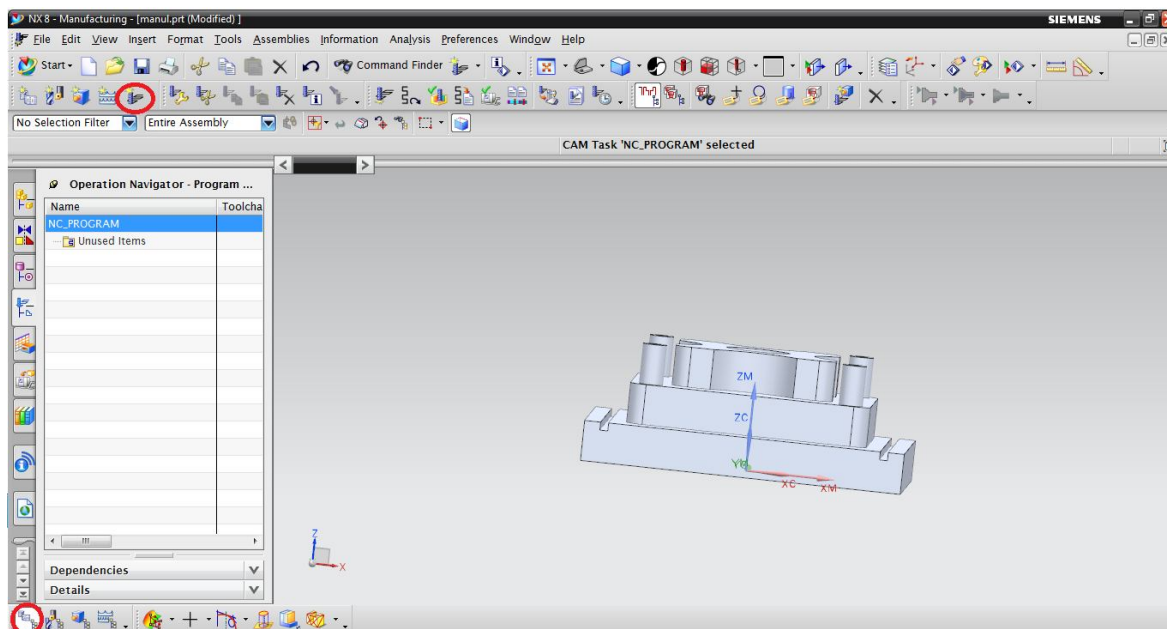 NX 8 - Manufacturing - [manul.prt (Modified) ]
SIEMENS
File Edit View Insert Format Tools Assemblies Information Analysis Preferences Window Help
Start Command Finder
No Selection Filter Entire Assembly
CAM Task 'NC_PROGRAM' selected
Operation Navigator - Program ...
Name Toolcha
NC_PROGRAM
Unused Items
ZM
ZC
XC XM
Z
X
Dependencies
Details